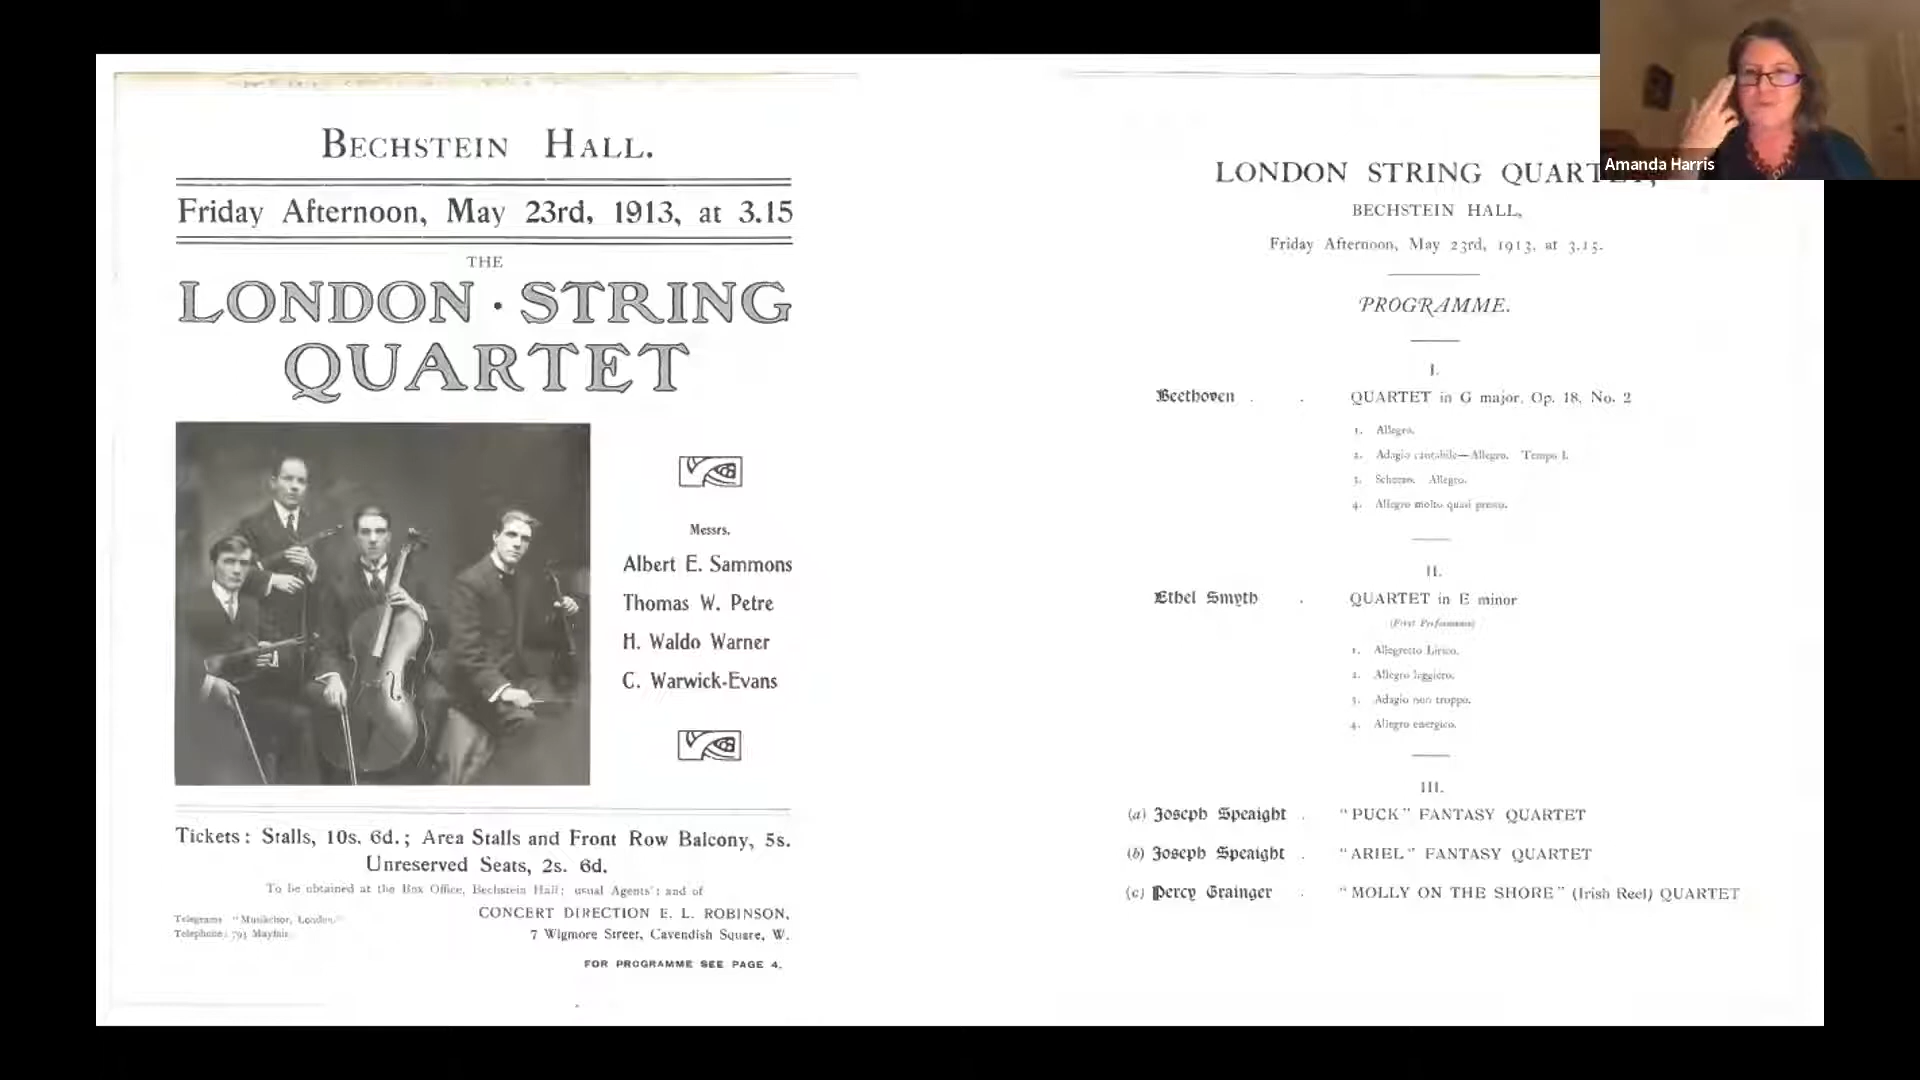 BECHSTEIN HALL.
Friday Afternoon, May 23rd, 1913, at 3.15
THE
LONDON · STRING
QUARTET
Messrs.
Albert E. Sammons
Thomas W. Petre
H. Waldo Warner
C. Warwick-Evans
Tickets: Stalls, 10s. 6d.; Area Stalls and Front Row Balcony, 5s.
Unreserved Seats, 2s. 6d.
To be obtained at the Box Office, Bechstein Hall; usual Agents'; and of
Telegrams "Musikchor, London."
Telephone: 793 Mayfair.
CONCERT DIRECTION E. L. ROBINSON,
7 Wigmore Street, Cavendish Square, W.
FOR PROGRAMME SEE PAGE 4.
LONDON STRING
BECHSTEIN HALL,
Friday Afternoon, May 23rd, 1913, at 3.15.
PROGRAMME.
I.
Beethoven . . QUARTET in G major, Op. 18, No. 2
1. Allegro.
2. Adagio cantabile—Allegro. Tempo I.
3. Scherzo. Allegro.
4. Allegro molto quasi presto.
II.
Ethel Smyth . QUARTET in E minor
(First Performance)
1. Allegretto Lirico.
2. Allegro leggiero.
3. Adagio non troppo.
4. Allegro energico.
III.
(a) Joseph Speaight . "PUCK" FANTASY QUARTET
(b) Joseph Speaight . "ARIEL" FANTASY QUARTET
(c) Percy Grainger . "MOLLY ON THE SHORE" (Irish Reel) QUARTET
Amanda Harris